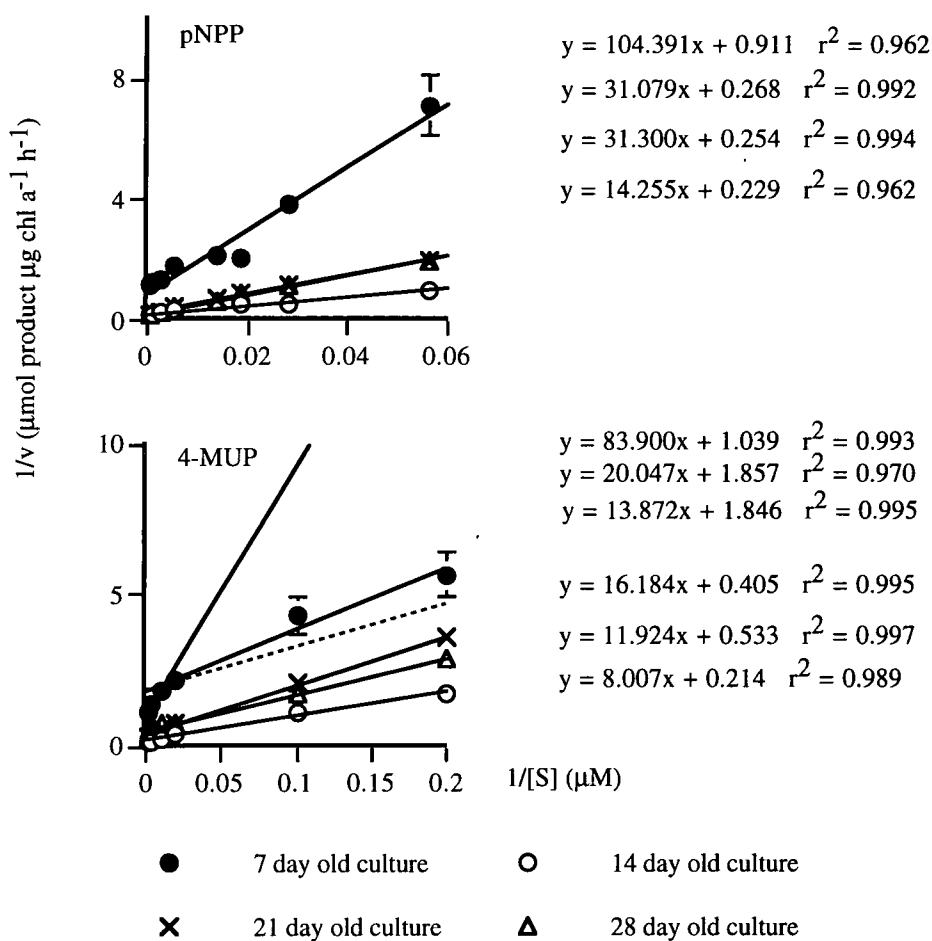 pNPP
8
4
0
0 0.02 0.04 0.06
y = 104.391x + 0.911 r² = 0.962
y = 31.079x + 0.268 r² = 0.992
y = 31.300x + 0.254 r² = 0.994
y = 14.255x + 0.229 r² = 0.962
1/v (μmol product μg chl a⁻¹ h⁻¹)
4-MUP
10
5
0
0 0.05 0.1 0.15 0.2
1/[S] (μM)
y = 83.900x + 1.039 r² = 0.993
y = 20.047x + 1.857 r² = 0.970
y = 13.872x + 1.846 r² = 0.995
y = 16.184x + 0.405 r² = 0.995
y = 11.924x + 0.533 r² = 0.997
y = 8.007x + 0.214 r² = 0.989
7 day old culture
14 day old culture
21 day old culture
28 day old culture